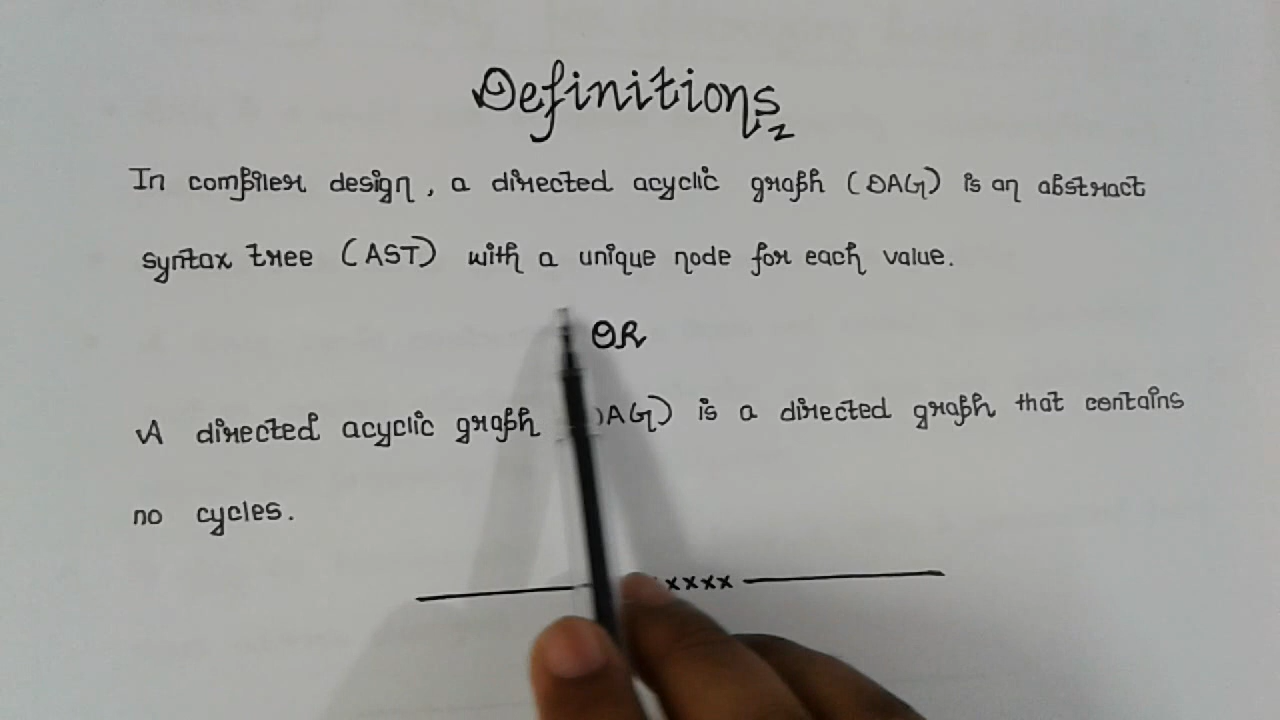 Definitions
In compiler design, a directed acyclic graph (DAG) is an abstract
syntax tree (AST) with a unique node for each value.
OR
A directed acyclic graph DAG) is a directed graph that contains
no cycles.
xxxx